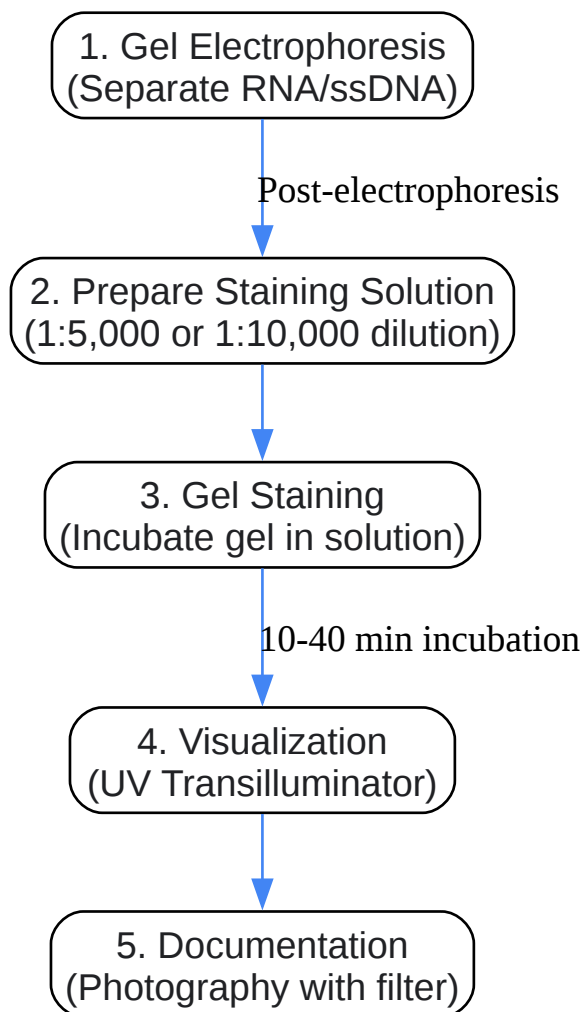 1. Gel Electrophoresis
(Separate RNA/ssDNA)
Post-electrophoresis
2. Prepare Staining Solution
(1:5,000 or 1:10,000 dilution)
3. Gel Staining
(Incubate gel in solution)
10-40 min incubation
4. Visualization
(UV Transilluminator)
5. Documentation
(Photography with filter)